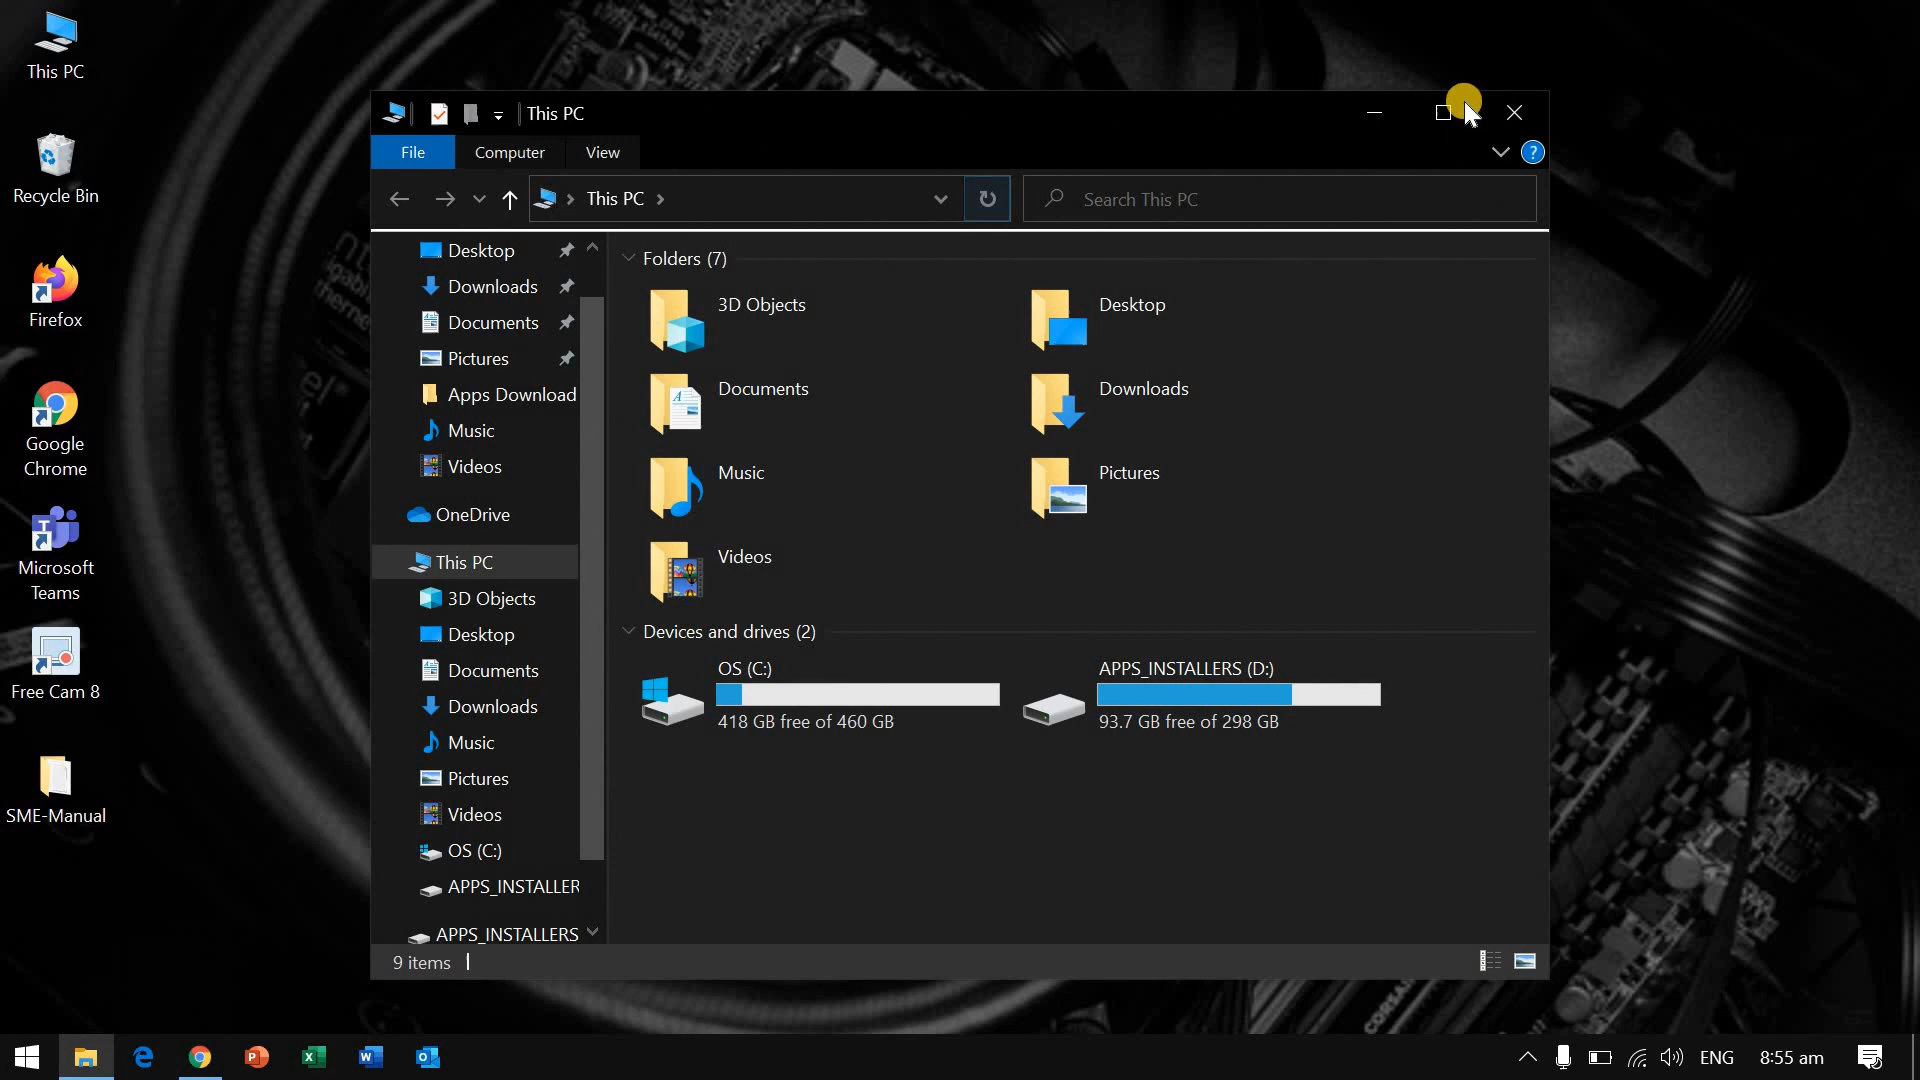 This PC
Recycle Bin
Firefox
Google
Chrome
Microsoft
Teams
Free Cam 8
SME-Manual
This PC
File
Computer
View
?
This PC
Search This PC
Desktop
Downloads
Documents
Pictures
Apps Download
Music
Videos
OneDrive
This PC
3D Objects
Desktop
Documents
Downloads
Music
Pictures
Videos
OS (C:)
APPS_INSTALLER
APPS_INSTALLERS
Folders (7)
3D Objects
Desktop
Documents
Downloads
Music
Pictures
Videos
Devices and drives (2)
OS (C:)
418 GB free of 460 GB
APPS_INSTALLERS (D:)
93.7 GB free of 298 GB
9 items
ENG
8:55 am
CORSAIR